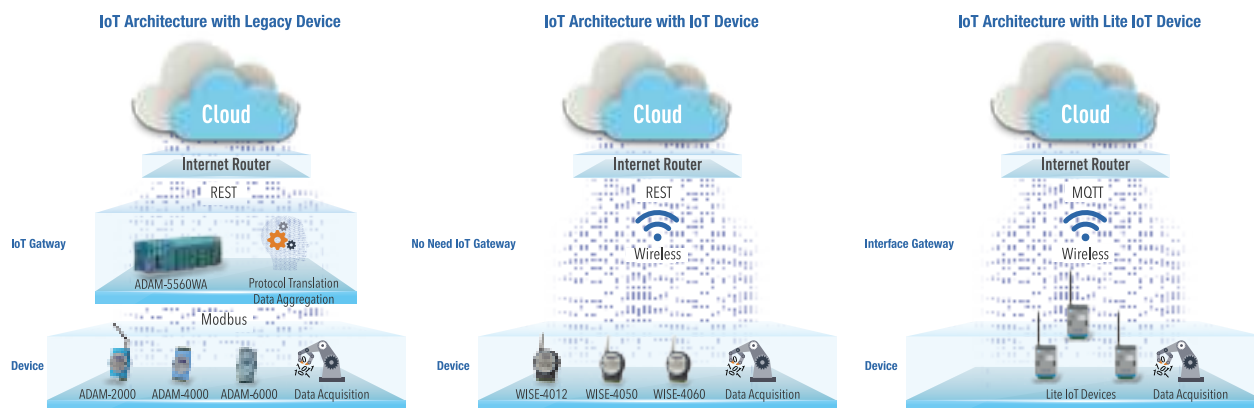 IoT Architecture with Legacy Device
Cloud
Internet Router
REST
IoT Gatway
ADAM-5560WA
Protocol Translation
Data Aggregation
Modbus
Device
ADAM-2000
ADAM-4000
ADAM-6000
Data Acquisition
IoT Architecture with IoT Device
Cloud
Internet Router
REST
No Need IoT Gateway
Wireless
Device
WISE-4012
WISE-4050
WISE-4060
Data Acquisition
IoT Architecture with Lite IoT Device
Cloud
Internet Router
MQTT
Interface Gateway
Wireless
Device
Lite IoT Devices
Data Acquisition